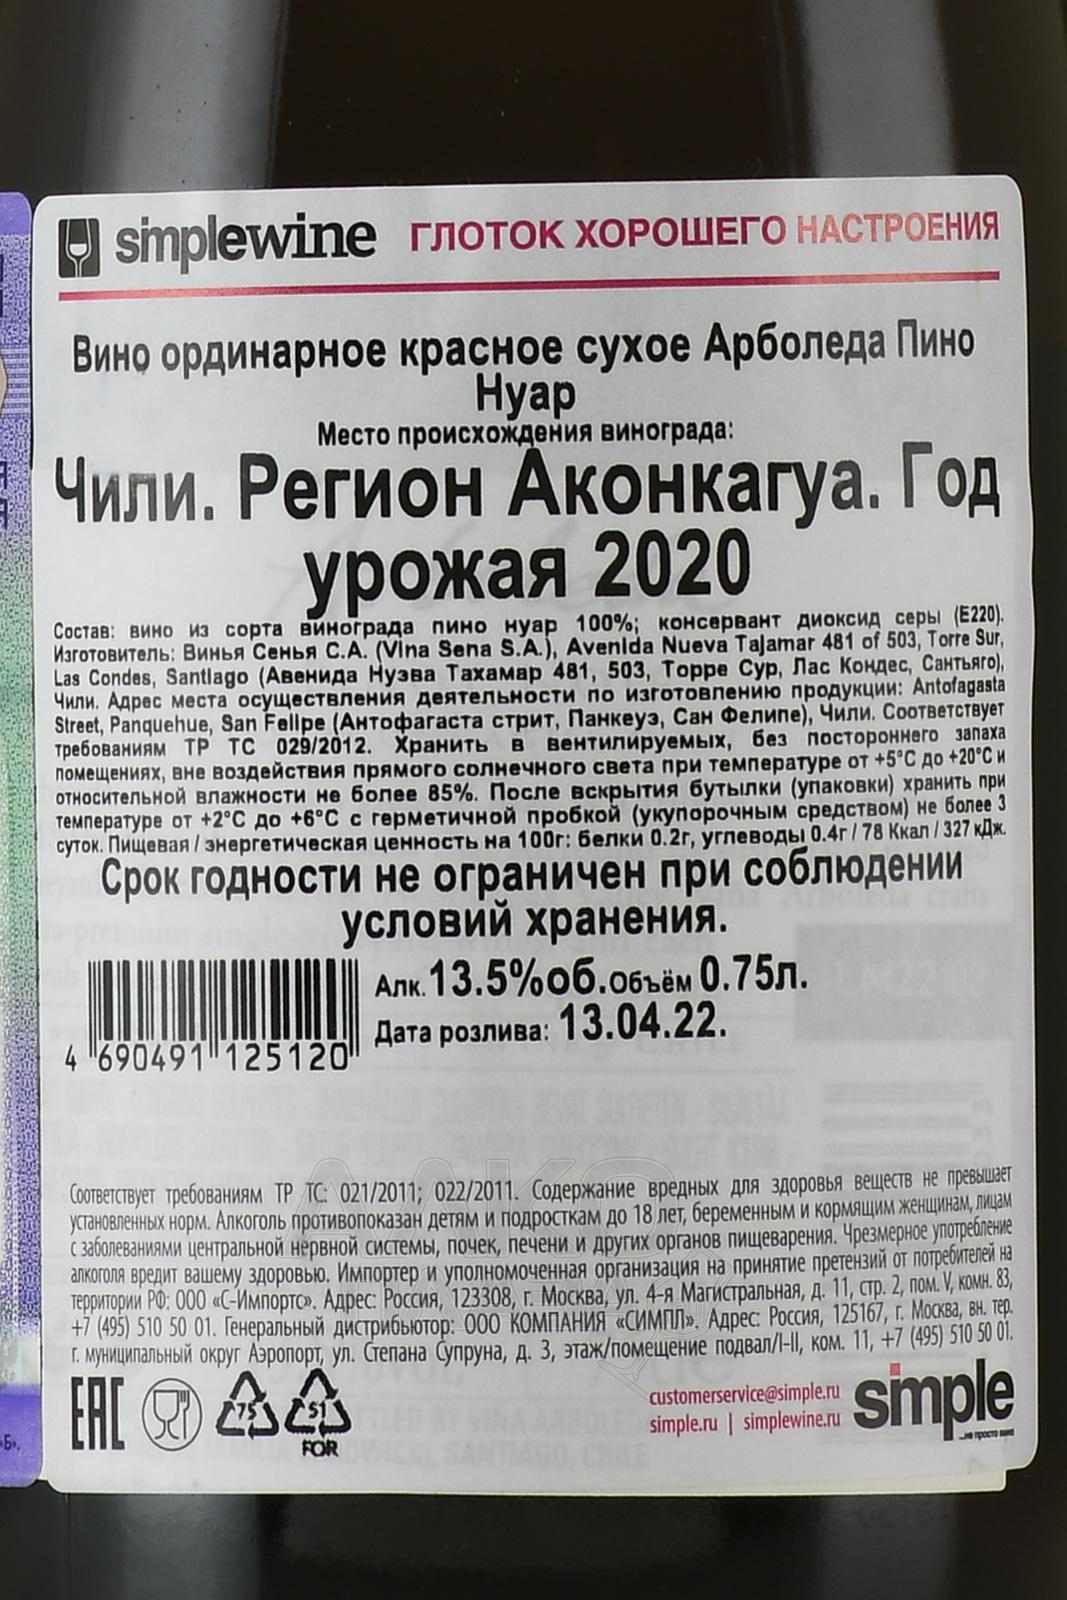 simplewine ГЛОТОК ХОРОШЕГО НАСТРОЕНИЯ
Вино ординарное красное сухое Арболеда Пино
Нуар
Место происхождения винограда:
Чили. Регион Аконкагуа. Год
урожая 2020
Состав: вино из сорта винограда пино нуар 100%; консервант диоксид серы (E220).
Изготовитель: Винья Сенья С.А. (Vina Sena S.A.), Avenida Nueva Tajamar 481 of 503, Torre Sur,
Las Condes, Santiago (Авенида Нуэва Тахамар 481, 503, Торре Сур, Лас Кондес, Сантьяго),
Чили. Адрес места осуществления деятельности по изготовлению продукции: Antofagasta
Street, Panquehue, San Felipe (Антофагаста стрит, Панкеуэ, Сан Фелипе), Чили. Соответствует
требованиям ТР ТС 029/2012. Хранить в вентилируемых, без постороннего запаха
помещениях, вне воздействия прямого солнечного света при температуре от +5°С до +20°С и
относительной влажности не более 85%. После вскрытия бутылки (упаковки) хранить при
температуре от +2°С до +6°С с герметичной пробкой (укупорочным средством) не более 3
суток. Пищевая / энергетическая ценность на 100г: белки 0.2г, углеводы 0.4г / 78 Ккал / 327 кДж.
Срок годности не ограничен при соблюдении
условий хранения.
Алк. 13.5%об. Объём 0.75л.
Дата розлива: 13.04.22.
4 690491 125120
Соответствует требованиям ТР ТС: 021/2011; 022/2011. Содержание вредных для здоровья веществ не превышает
установленных норм. Алкоголь противопоказан детям и подросткам до 18 лет, беременным и кормящим женщинам, лицам
с заболеваниями центральной нервной системы, почек, печени и других органов пищеварения. Чрезмерное употребление
алкоголя вредит вашему здоровью. Импортер и уполномоченная организация на принятие претензий от потребителей на
территории РФ: ООО «С-Импортс». Адрес: Россия, 123308, г. Москва, ул. 4-я Магистральная, д. 11, стр. 2, пом. V, комн. 83,
+7 (495) 510 50 01. Генеральный дистрибьютор: ООО КОМПАНИЯ «СИМПЛ». Адрес: Россия, 125167, г. Москва, вн. тер.
г. муниципальный округ Аэропорт, ул. Степана Супруна, д. 3, этаж/помещение подвал/I-II, ком. 11, +7 (495) 510 50 01.
EAC 75 51
FOR
customerservice@simple.ru
simple.ru | simplewine.ru
simple
...не просто вино